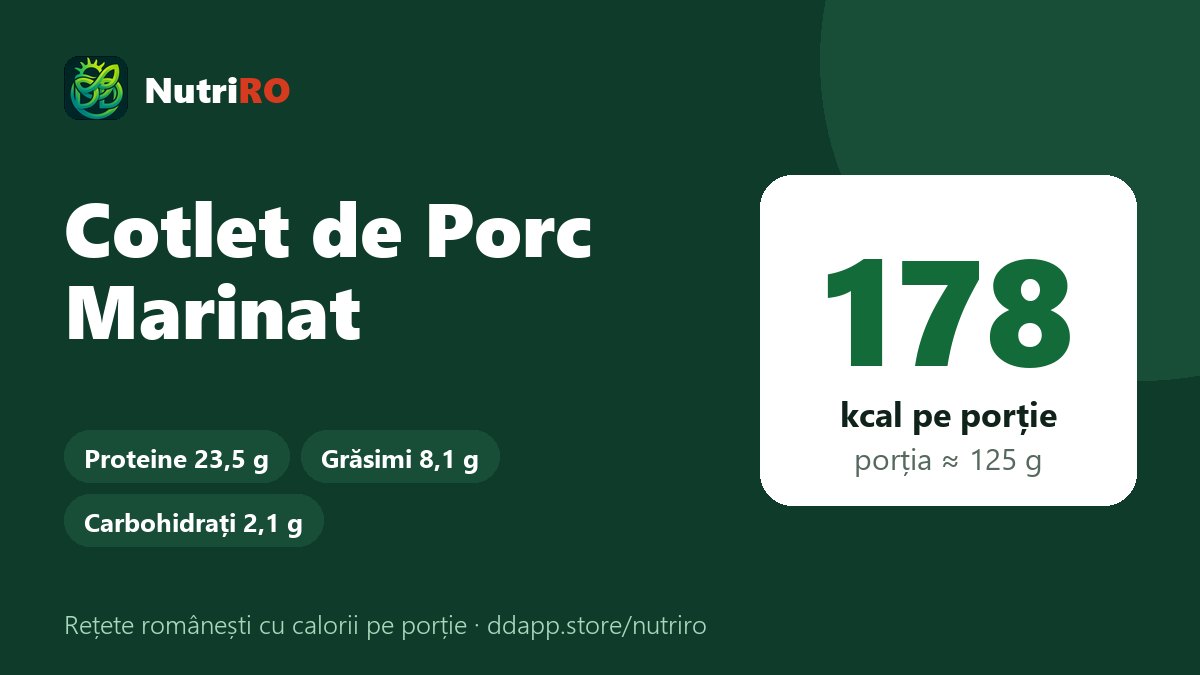 NutriRO
Cotlet de Porc
Marinat
Proteine 23,5 g
Grăsimi 8,1 g
Carbohidrați 2,1 g
178
kcal pe porție
porția ≈ 125 g
Rețete românești cu calorii pe porție · ddapp.store/nutriro